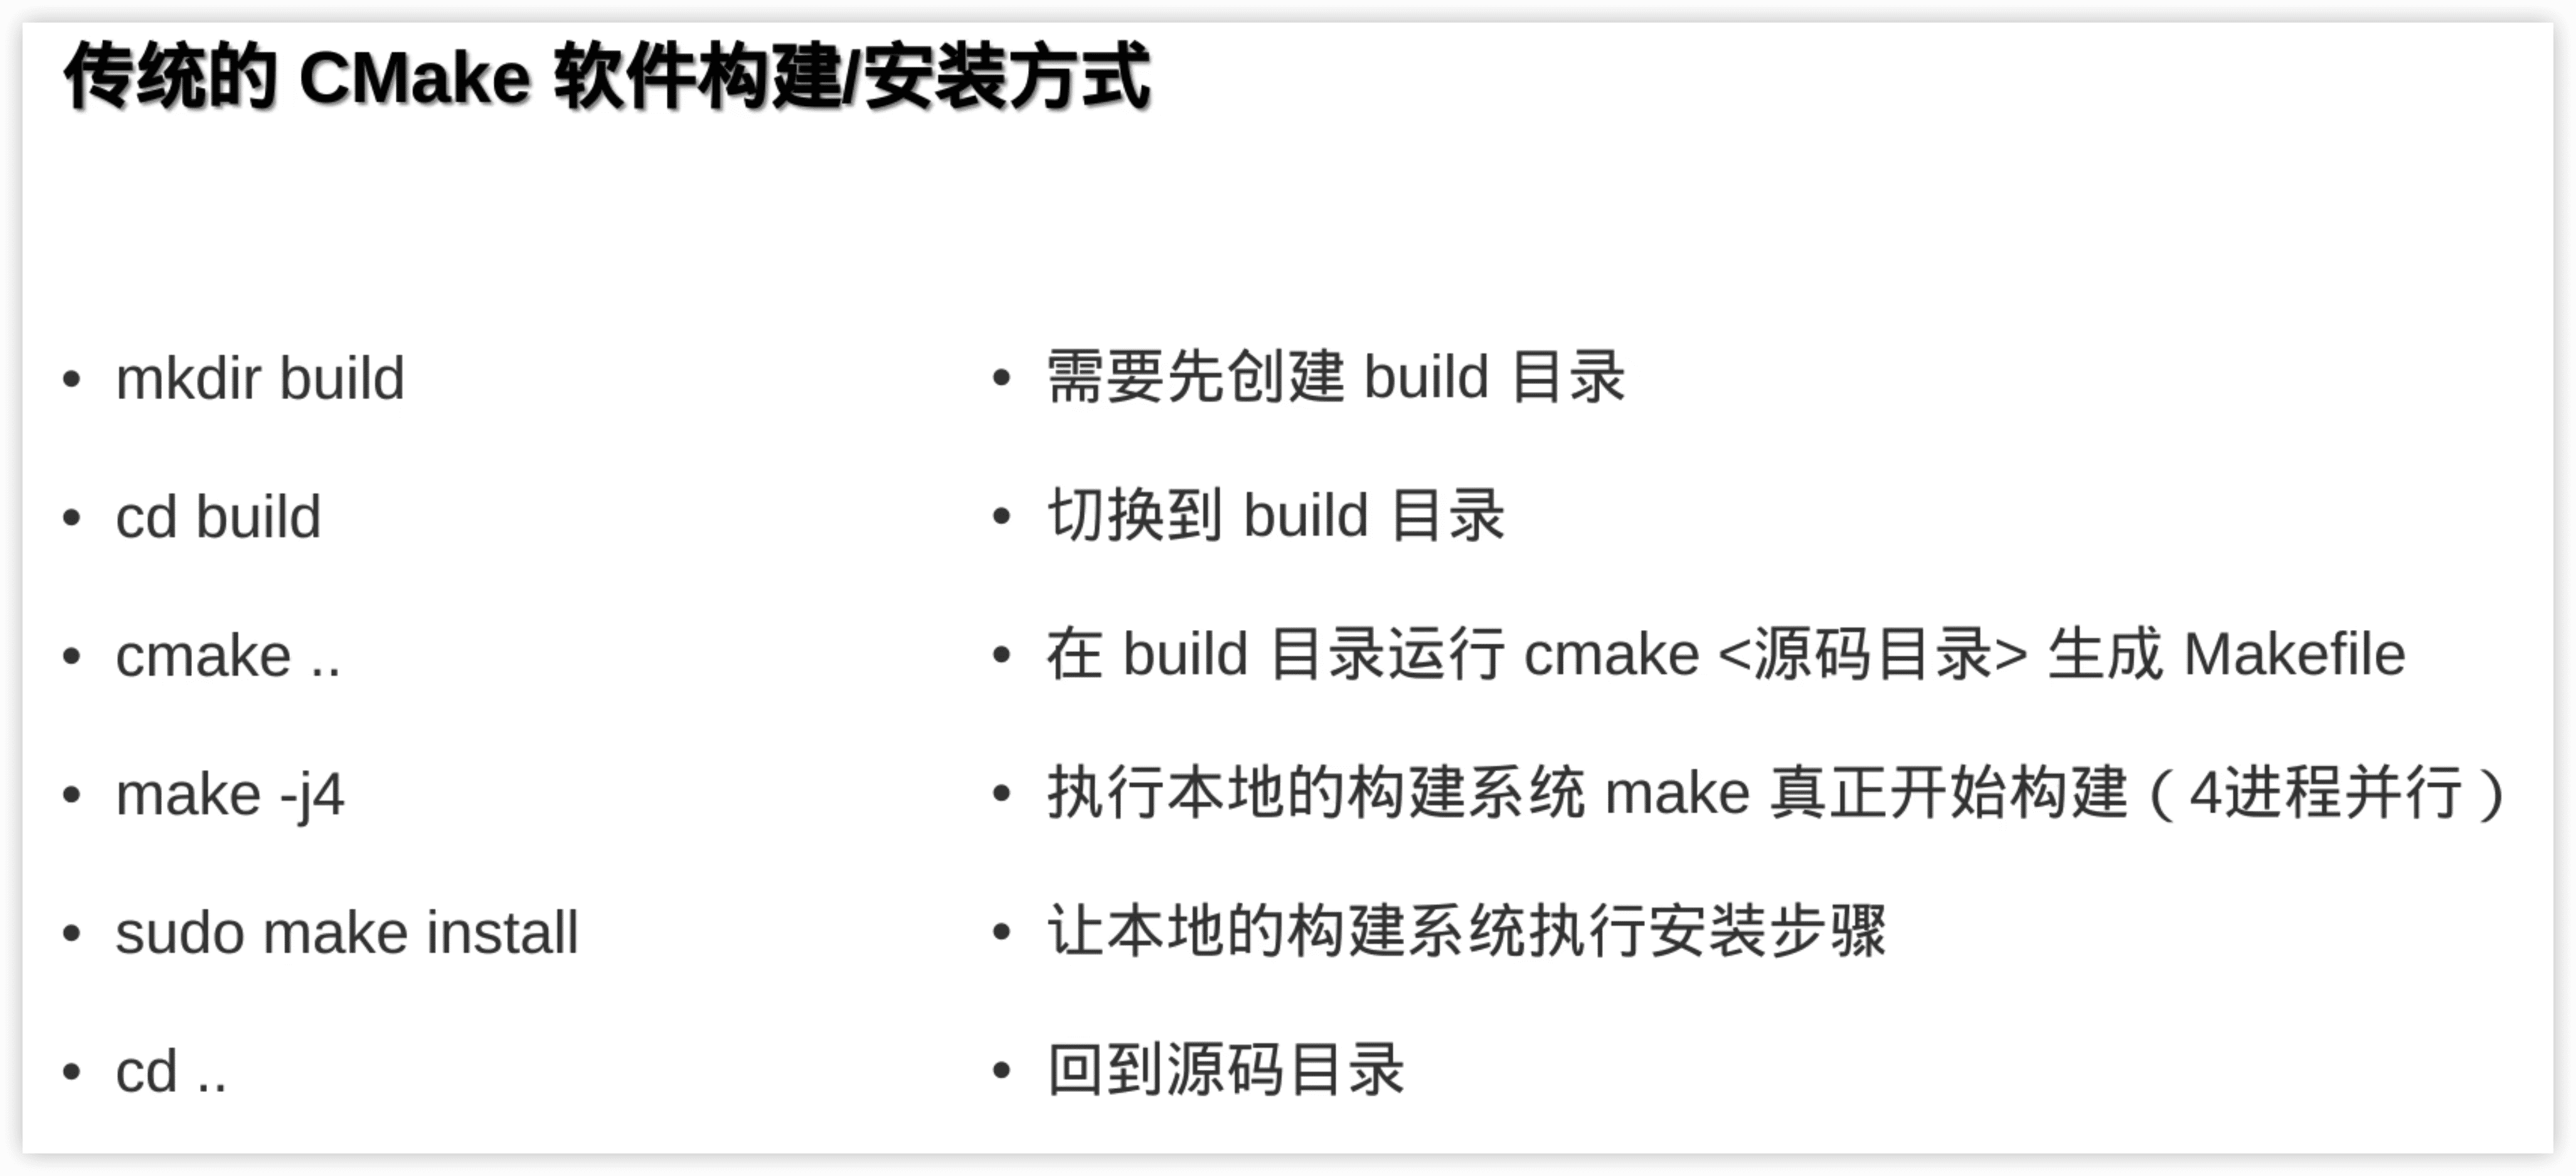 传统的 CMake 软件构建/安装方式
• mkdir build
• 需要先创建 build 目录
• cd build
• 切换到 build 目录
• cmake ..
• 在 build 目录运行 cmake <源码目录> 生成 Makefile
• make -j4
• 执行本地的构建系统 make 真正开始构建（4进程并行）
• sudo make install
• 让本地的构建系统执行安装步骤
• cd ..
• 回到源码目录